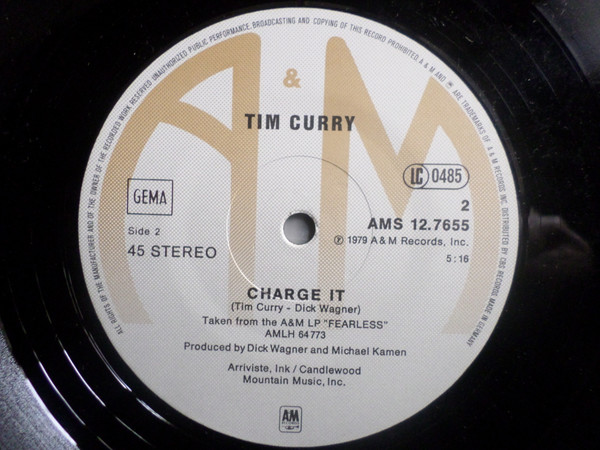 ALL RIGHTS OF THE MANUFACTURER AND OF THE OWNER OF THE RECORDED WORK RESERVED UNAUTHORIZED PUBLIC PERFORMANCE, BROADCASTING AND COPYING OF THIS RECORD PROHIBITED A & M AND ® ARE TRADEMARKS OF A & M RECORDS INC. DISTRIBUTED BY CBS RECORDS. MADE IN GERMANY
A & M
TIM CURRY
LC 0485
GEMA
2
AMS 12.7655
Side 2
45 STEREO
℗ 1979 A & M Records, Inc.
5:16
CHARGE IT
(Tim Curry - Dick Wagner)
Taken from the A&M LP "FEARLESS"
AMLH 64773
Produced by Dick Wagner and Michael Kamen
Arriviste, Ink / Candlewood
Mountain Music, Inc.
A&M